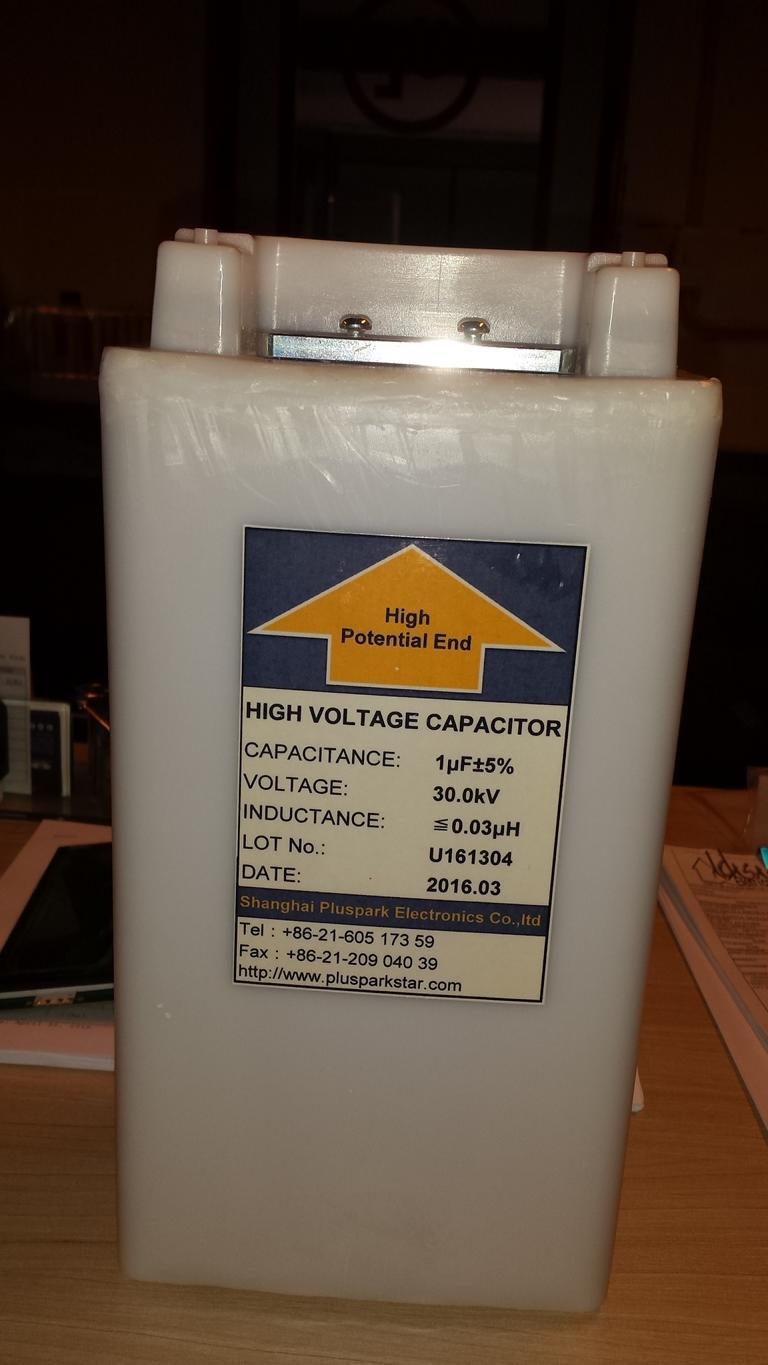 High
Potential End
HIGH VOLTAGE CAPACITOR
CAPACITANCE: 1µF±5%
VOLTAGE: 30.0kV
INDUCTANCE: ≦0.03µH
LOT No.: U161304
DATE: 2016.03
Shanghai Pluspark Electronics Co.,ltd
Tel : +86-21-605 173 59
Fax : +86-21-209 040 39
http://www.plusparkstar.com